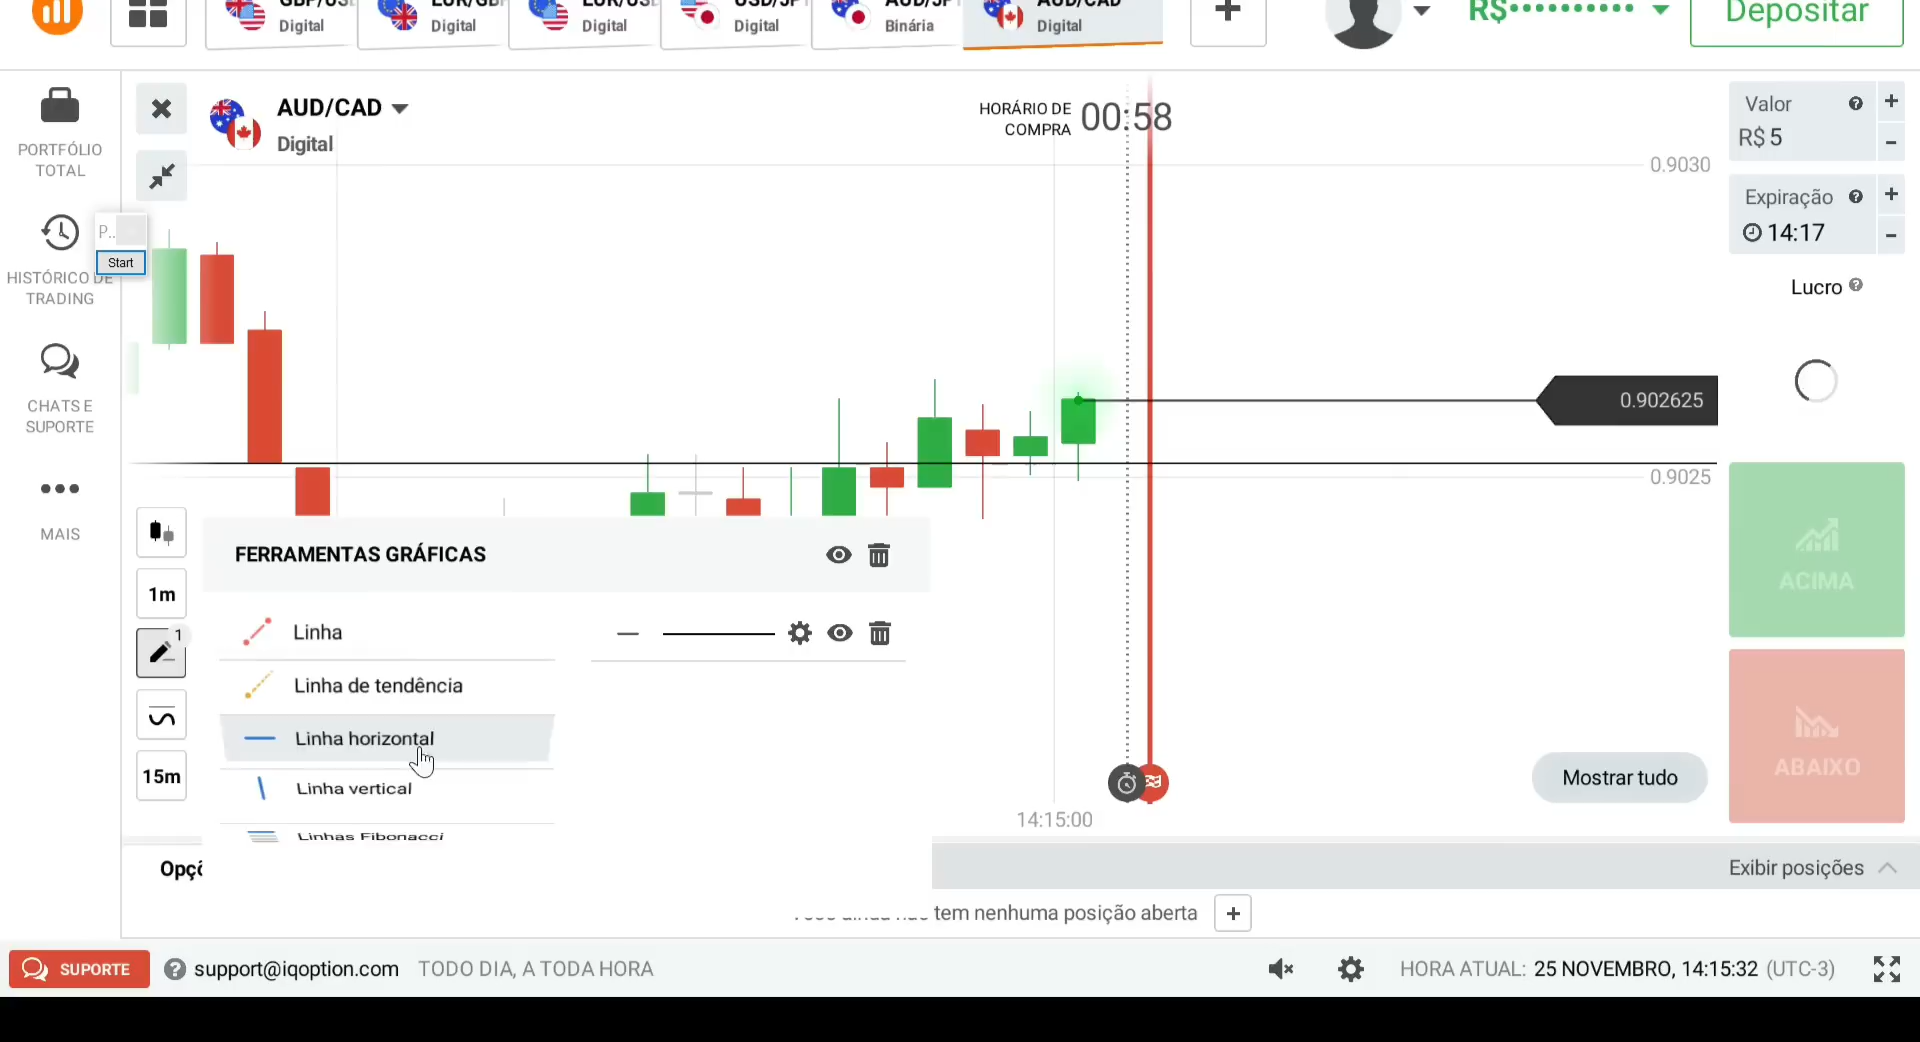 Digital
Digital
Digital
Digital
Binária
AUD/CAD
Digital
R$
Depositar
PORTFÓLIO
TOTAL
P..
Start
HISTÓRICO DE
TRADING
CHATS E
SUPORTE
MAIS
AUD/CAD
Digital
HORÁRIO DE
COMPRA
00:58
0.9030
0.902625
0.9025
14:15:00
1m
1
15m
FERRAMENTAS GRÁFICAS
Linha
Linha de tendência
Linha horizontal
Linha vertical
Linhas Fibonacci
Valor
R$ 5
Expiração
14:17
Lucro
ACIMA
ABAIXO
Mostrar tudo
Exibir posições
tem nenhuma posição aberta
SUPORTE
support@iqoption.com
TODO DIA, A TODA HORA
HORA ATUAL: 25 NOVEMBRO, 14:15:32 (UTC-3)